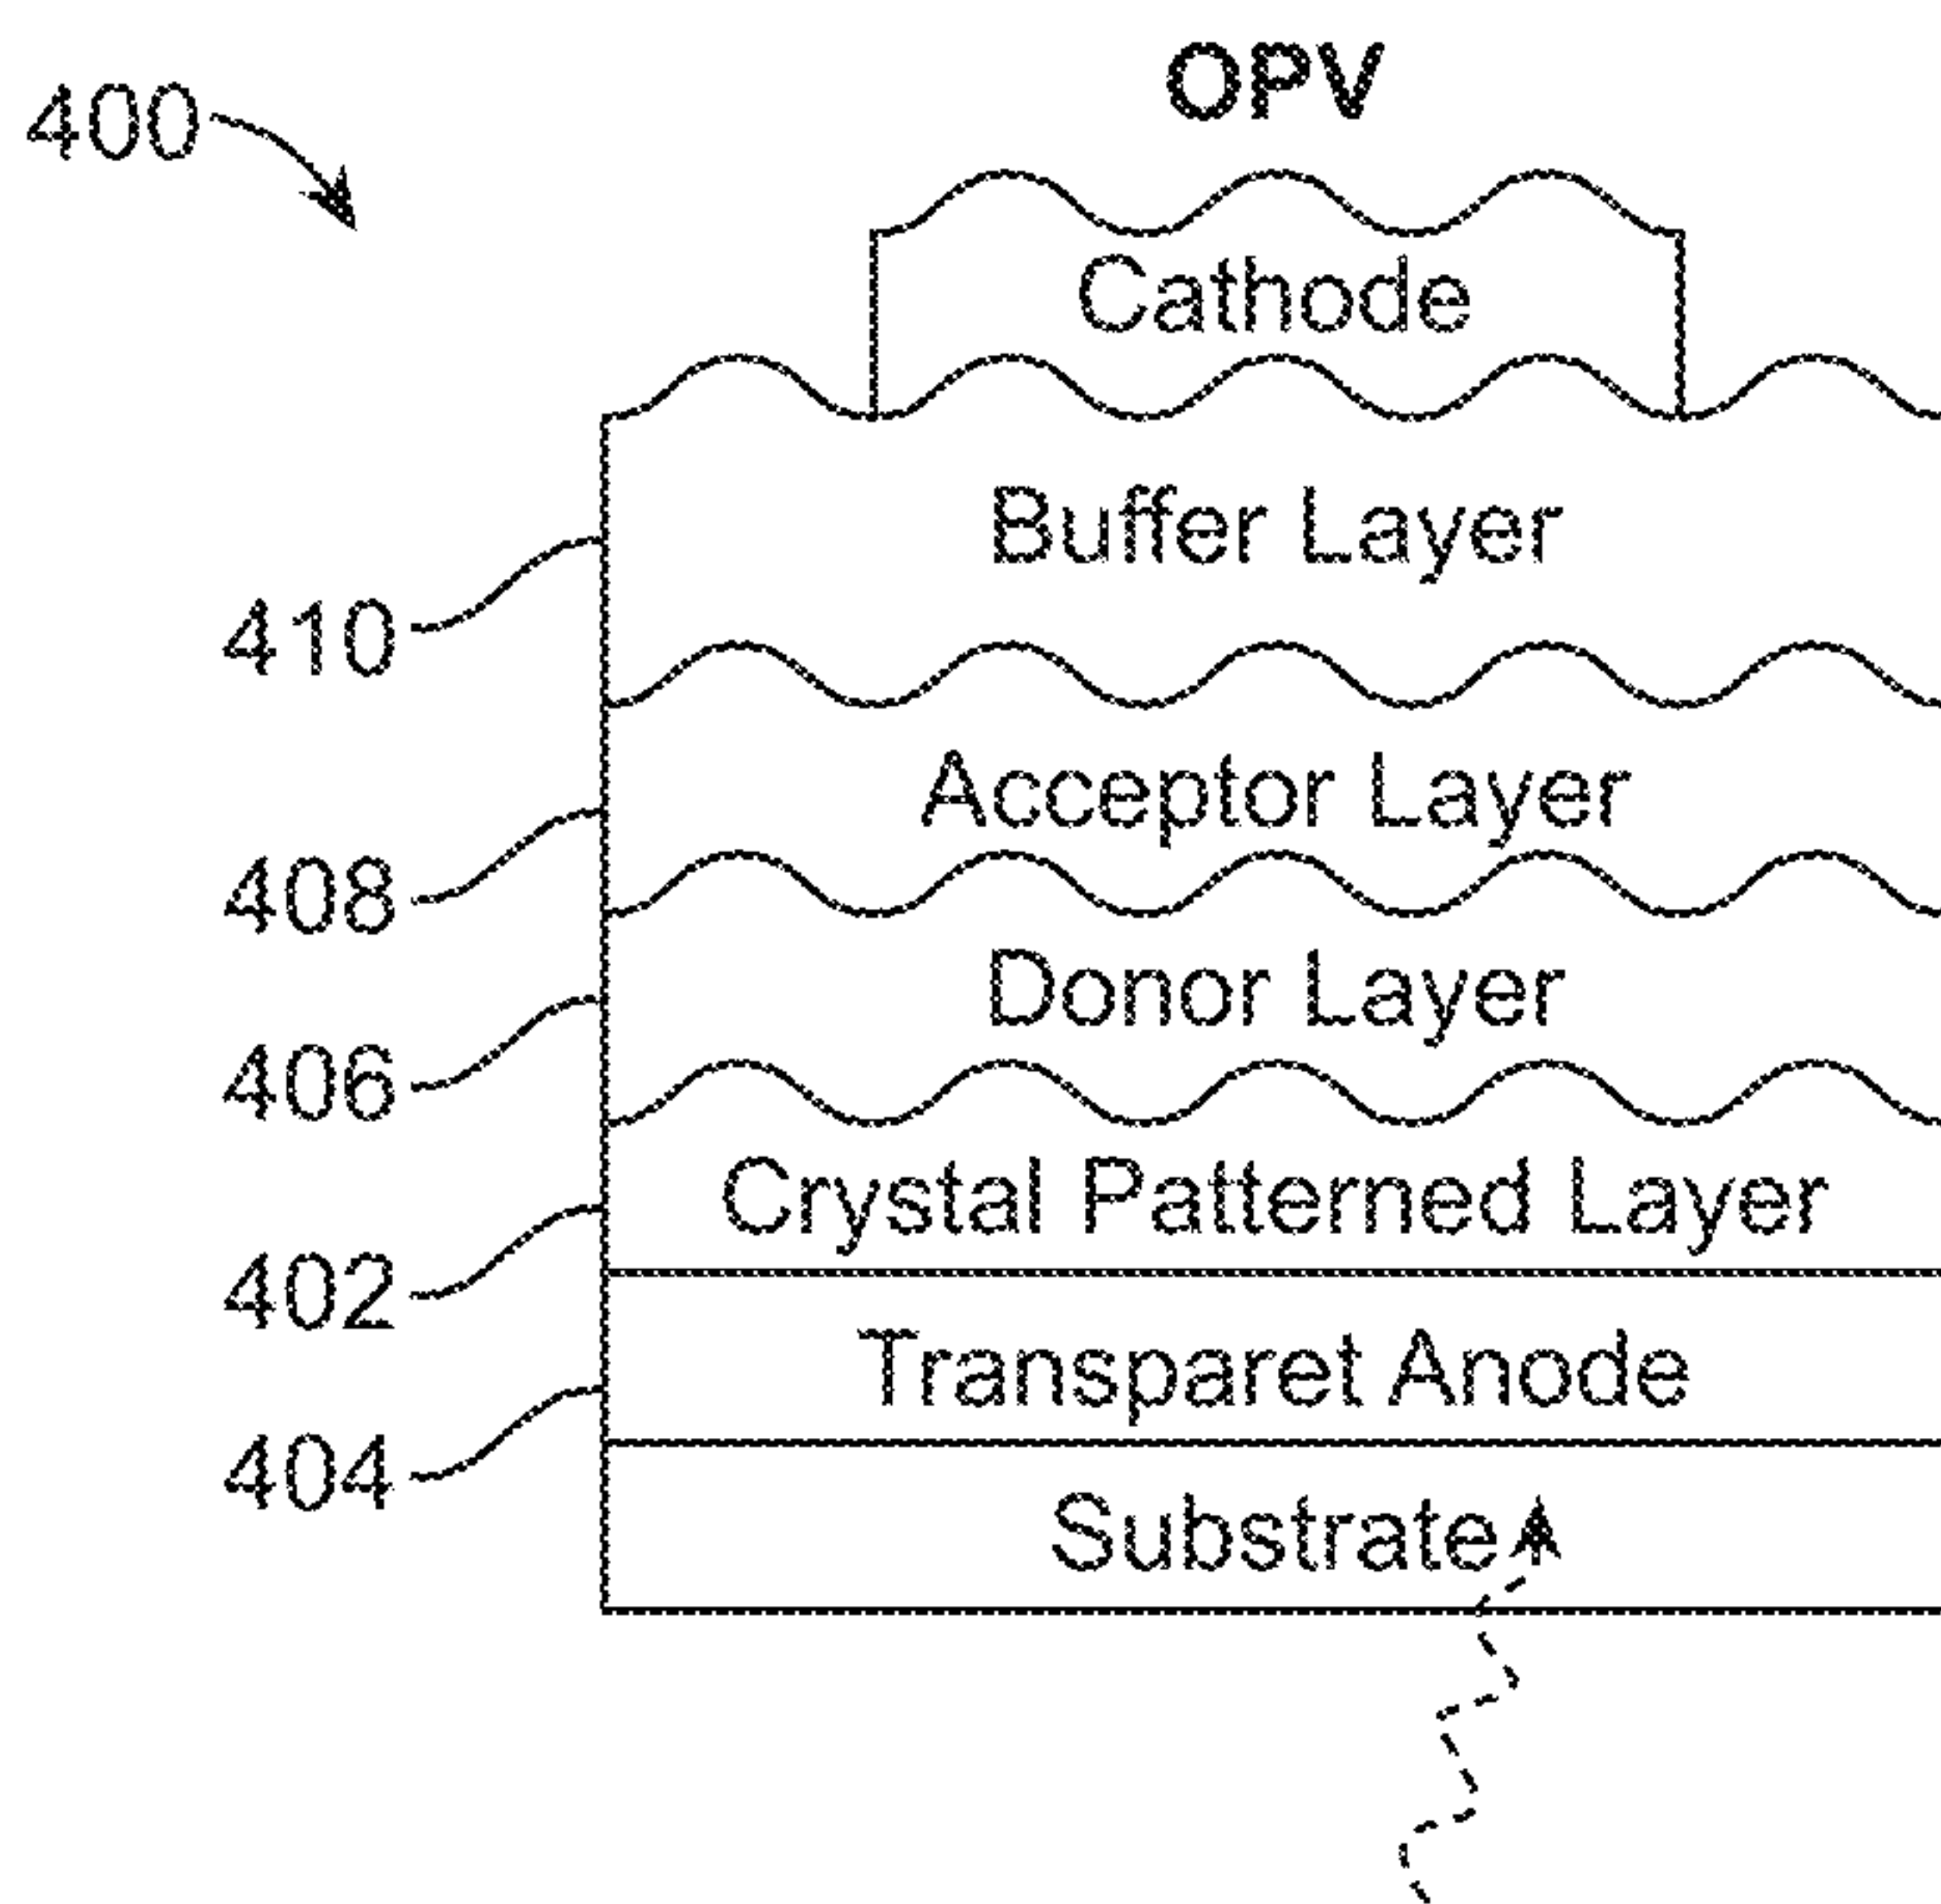 OPV
400
Cathode
Buffer Layer
410
Acceptor Layer
408
Donor Layer
406
Crystal Patterned Layer
402
Transparet Anode
404
Substrate